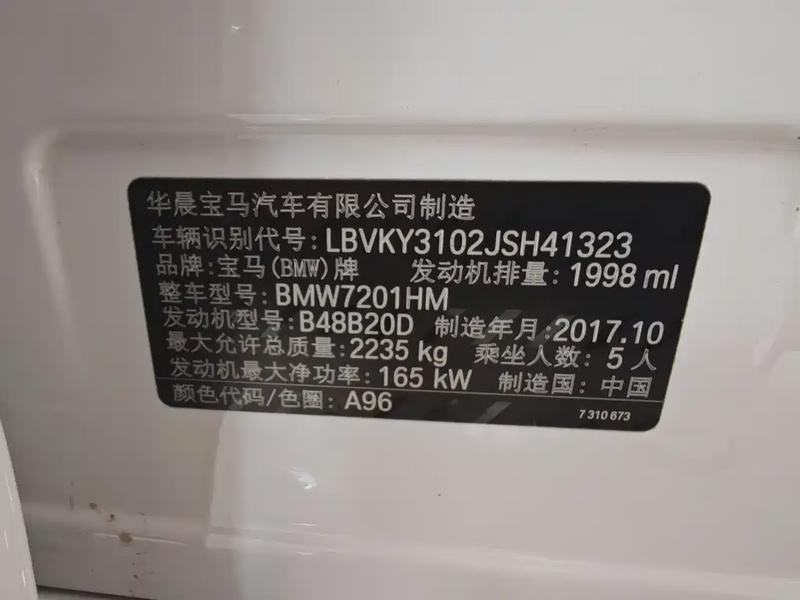 华晨宝马汽车有限公司制造
车辆识别代号: LBVKY3102JSH41323
品牌: 宝马(BMW)牌 发动机排量: 1998 ml
整车型号: BMW7201HM
发动机型号: B48B20D 制造年月: 2017.10
最大允许总质量: 2235 kg 乘坐人数: 5 人
发动机最大净功率: 165 kW 制造国: 中国
颜色代码/色圈: A96 7 310 673